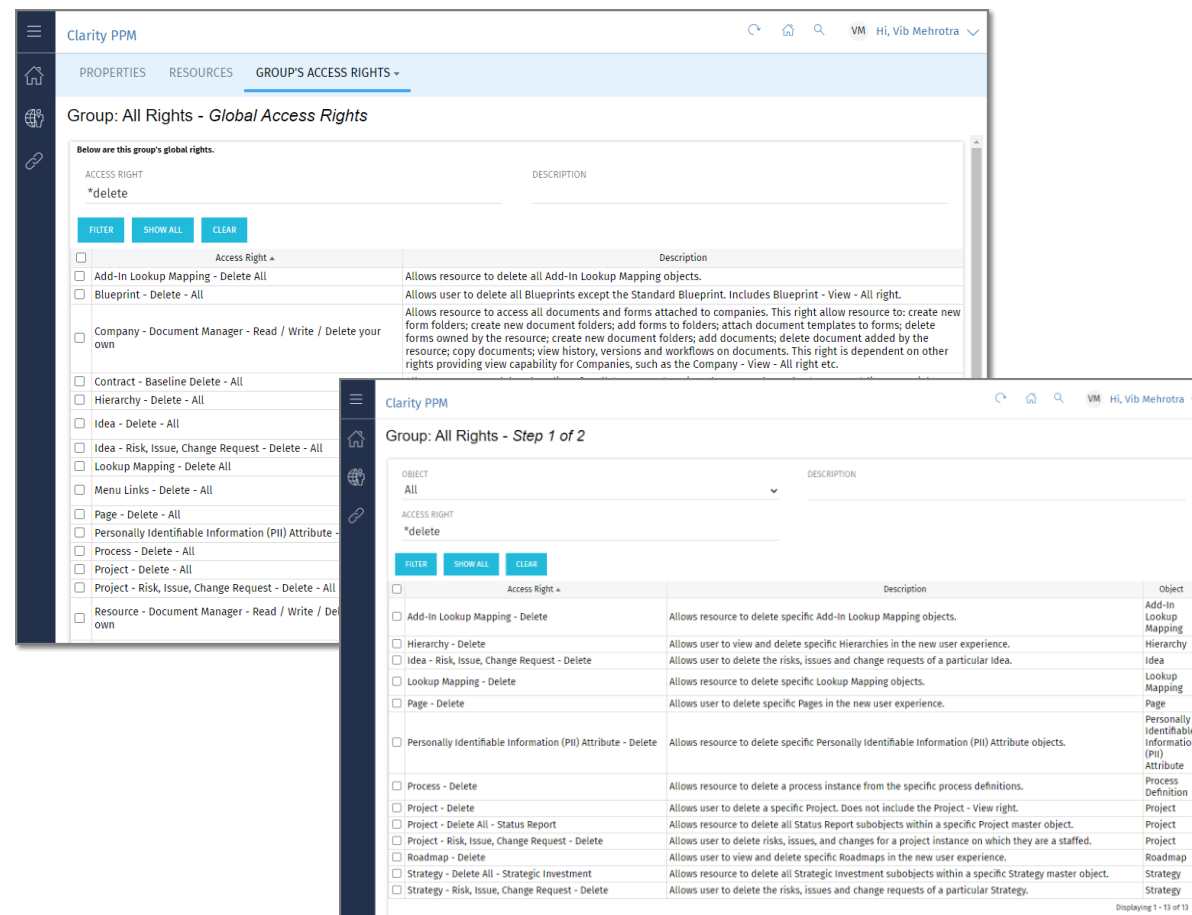 Clarity PPM
VM Hi, Vib Mehrotra
PROPERTIES RESOURCES GROUP'S ACCESS RIGHTS
Group: All Rights - Global Access Rights
Below are this group's global rights.
ACCESS RIGHT DESCRIPTION
*delete
FILTER SHOW ALL CLEAR
Access Right Description
Add-In Lookup Mapping - Delete All Allows resource to delete all Add-In Lookup Mapping objects.
Blueprint - Delete - All Allows user to delete all Blueprints except the Standard Blueprint. Includes Blueprint - View - All right.
Company - Document Manager - Read / Write / Delete your
own
Allows resource to access all documents and forms attached to companies. This right allow resource to: create new
form folders; create new document folders; add forms to folders; attach document templates to forms; delete
forms owned by the resource; create new document folders; add documents; delete document added by the
resource; copy documents; view history, versions and workflows on documents. This right is dependent on other
rights providing view capability for Companies, such as the Company - View - All right etc.
Contract - Baseline Delete - All
Hierarchy - Delete - All
Idea - Delete - All
Idea - Risk, Issue, Change Request - Delete - All
Lookup Mapping - Delete All
Menu Links - Delete - All
Page - Delete - All
Personally Identifiable Information (PII) Attribute -
Process - Delete - All
Project - Delete - All
Project - Risk, Issue, Change Request - Delete - All
Resource - Document Manager - Read / Write / Del
own
Clarity PPM
VM Hi, Vib Mehrotra
Group: All Rights - Step 1 of 2
OBJECT DESCRIPTION
All
ACCESS RIGHT
*delete
FILTER SHOW ALL CLEAR
Access Right Description Object
Add-In Lookup Mapping - Delete Allows resource to delete specific Add-In Lookup Mapping objects. Add-In
Lookup
Mapping
Hierarchy - Delete Allows user to view and delete specific Hierarchies in the new user experience. Hierarchy
Idea - Risk, Issue, Change Request - Delete Allows user to delete the risks, issues and change requests of a particular Idea. Idea
Lookup Mapping - Delete Allows resource to delete specific Lookup Mapping objects. Lookup
Mapping
Page - Delete Allows user to delete specific Pages in the new user experience. Page
Personally Identifiable Information (PII) Attribute - Delete Allows resource to delete specific Personally Identifiable Information (PII) Attribute objects. Personally
Identifiable
Informatio
(PII)
Attribute
Process - Delete Allows resource to delete a process instance from the specific process definitions. Process
Definition
Project - Delete Allows user to delete a specific Project. Does not include the Project - View right. Project
Project - Delete All - Status Report Allows resource to delete all Status Report subobjects within a specific Project master object. Project
Project - Risk, Issue, Change Request - Delete Allows user to delete risks, issues, and changes for a project instance on which they are a staffed. Project
Roadmap - Delete Allows user to view and delete specific Roadmaps in the new user experience. Roadmap
Strategy - Delete All - Strategic Investment Allows resource to delete all Strategic Investment subobjects within a specific Strategy master object. Strategy
Strategy - Risk, Issue, Change Request - Delete Allows user to delete the risks, issues and change requests of a particular Strategy. Strategy
Displaying 1 - 13 of 13